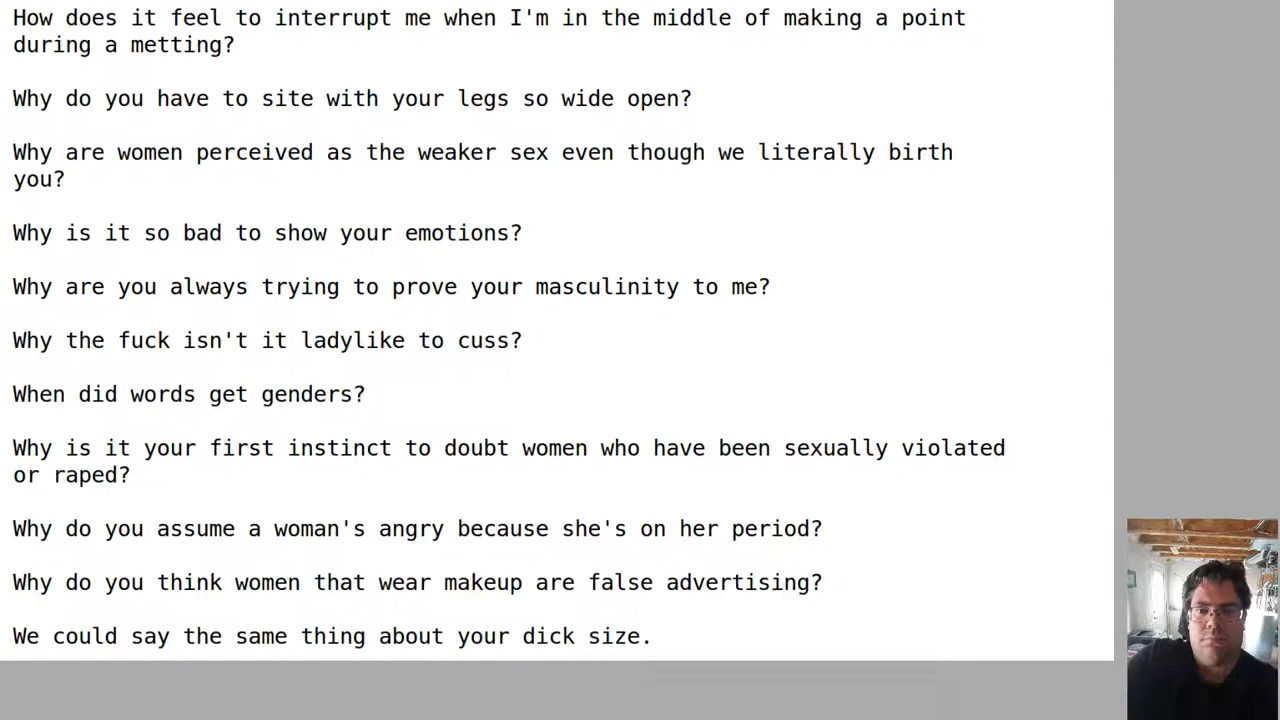 How does it feel to interrupt me when I'm in the middle of making a point
during a metting?
Why do you have to site with your legs so wide open?
Why are women perceived as the weaker sex even though we literally birth
you?
Why is it so bad to show your emotions?
Why are you always trying to prove your masculinity to me?
Why the fuck isn't it ladylike to cuss?
When did words get genders?
Why is it your first instinct to doubt women who have been sexually violated
or raped?
Why do you assume a woman's angry because she's on her period?
Why do you think women that wear makeup are false advertising?
We could say the same thing about your dick size.